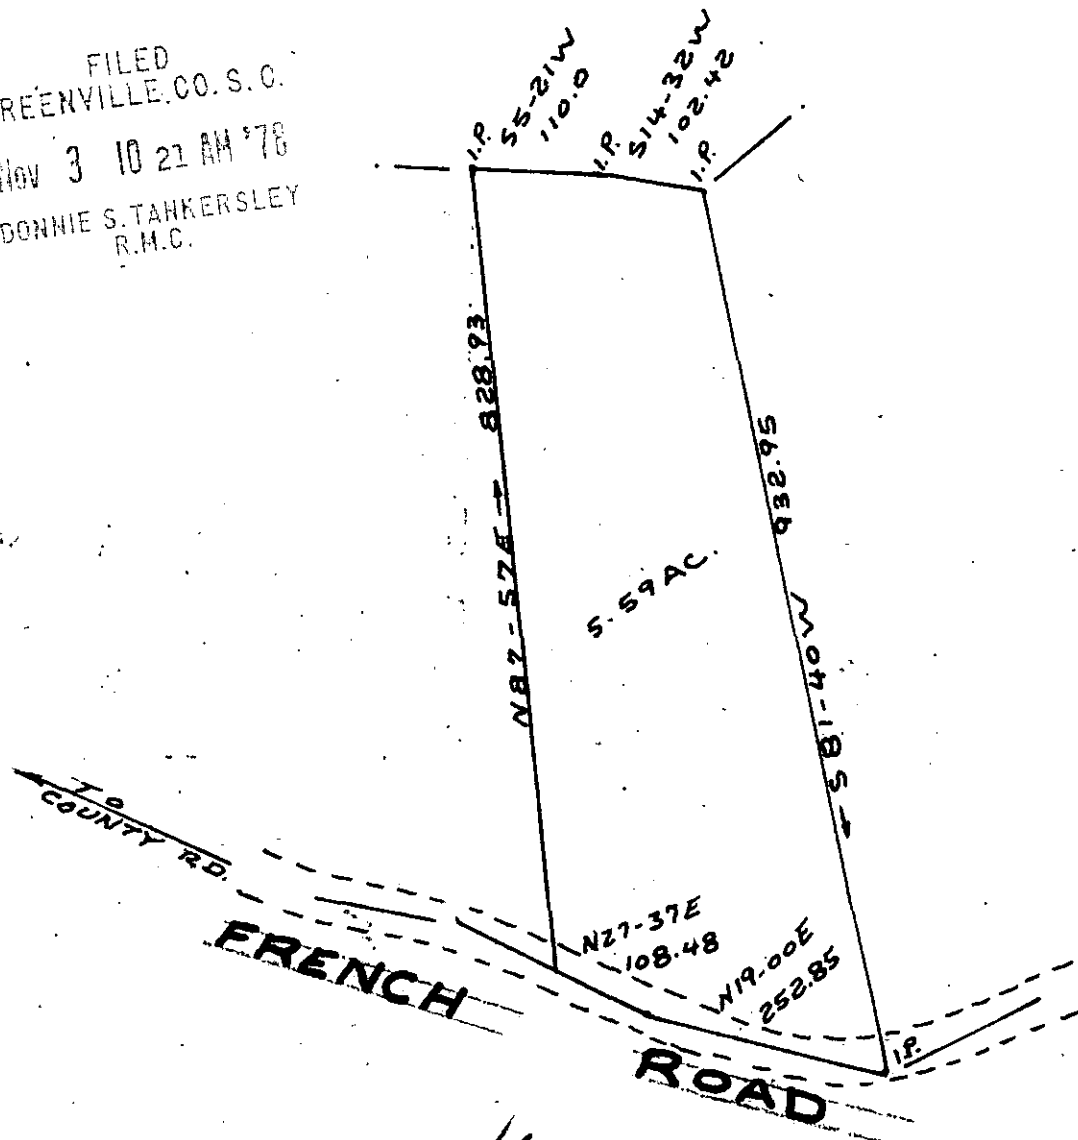 FILED
REENVILLE.CO. S. C.
Nov 3 10 21 AM '78
DONNIE S. TANKERSLEY
R.M.C.
I.P.
S5-21W
110.0
I.P.
S14-32W
102.42
I.P.
828.93
N87-57E
932.95
S81-40W
5.59 AC.
TO
COUNTY RD.
FRENCH
ROAD
N27-37E
108.48
N19-00E
252.85
I.P.